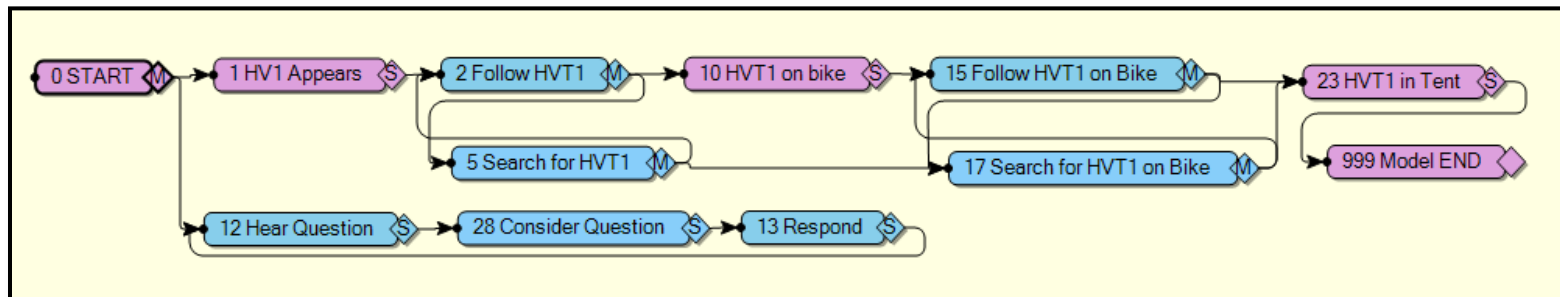 0 START M
1 HV1 Appears S
2 Follow HVT1 M
10 HVT1 on bike S
15 Follow HVT1 on Bike M
23 HVT1 in Tent S
5 Search for HVT1 M
17 Search for HVT1 on Bike M
999 Model END
12 Hear Question S
28 Consider Question S
13 Respond S